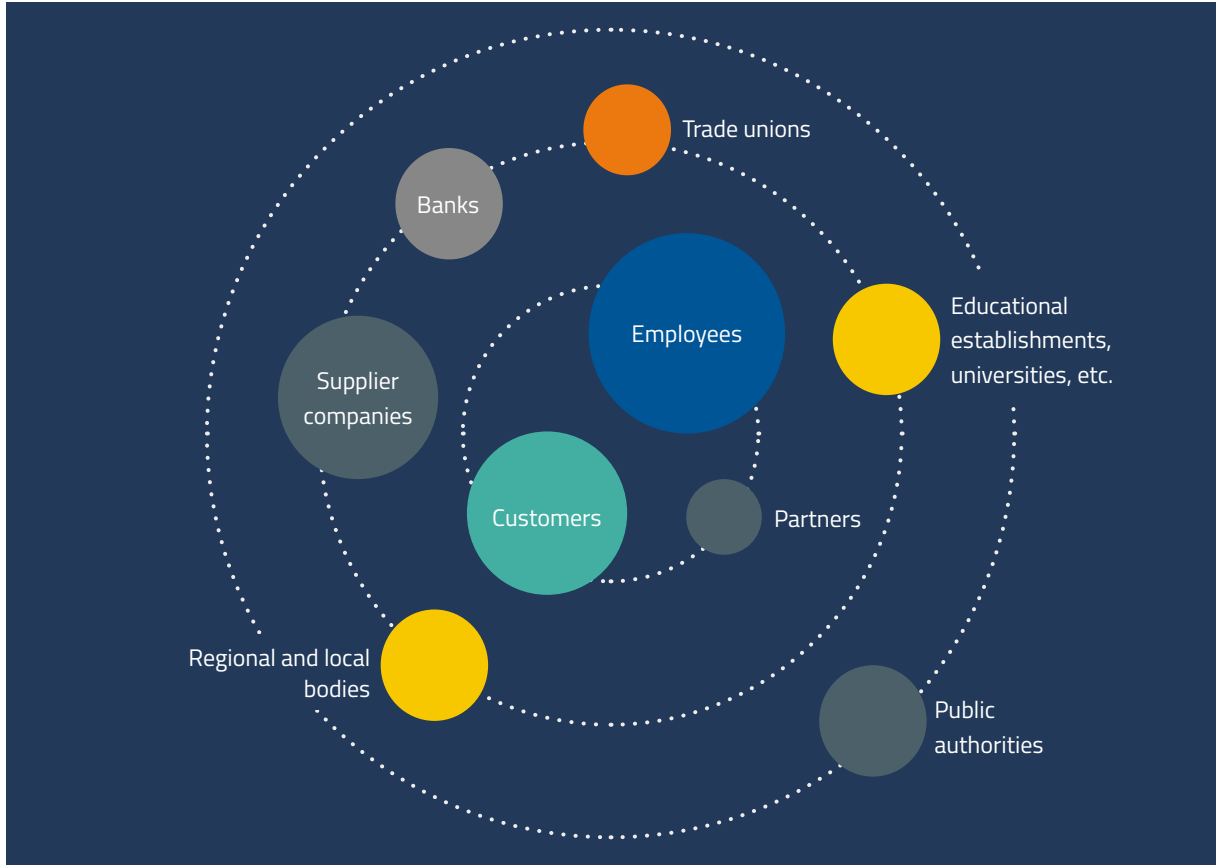 Trade unions
Banks
Educational
establishments,
universities, etc.
Employees
Supplier
companies
Customers
Partners
Regional and local
bodies
Public
authorities